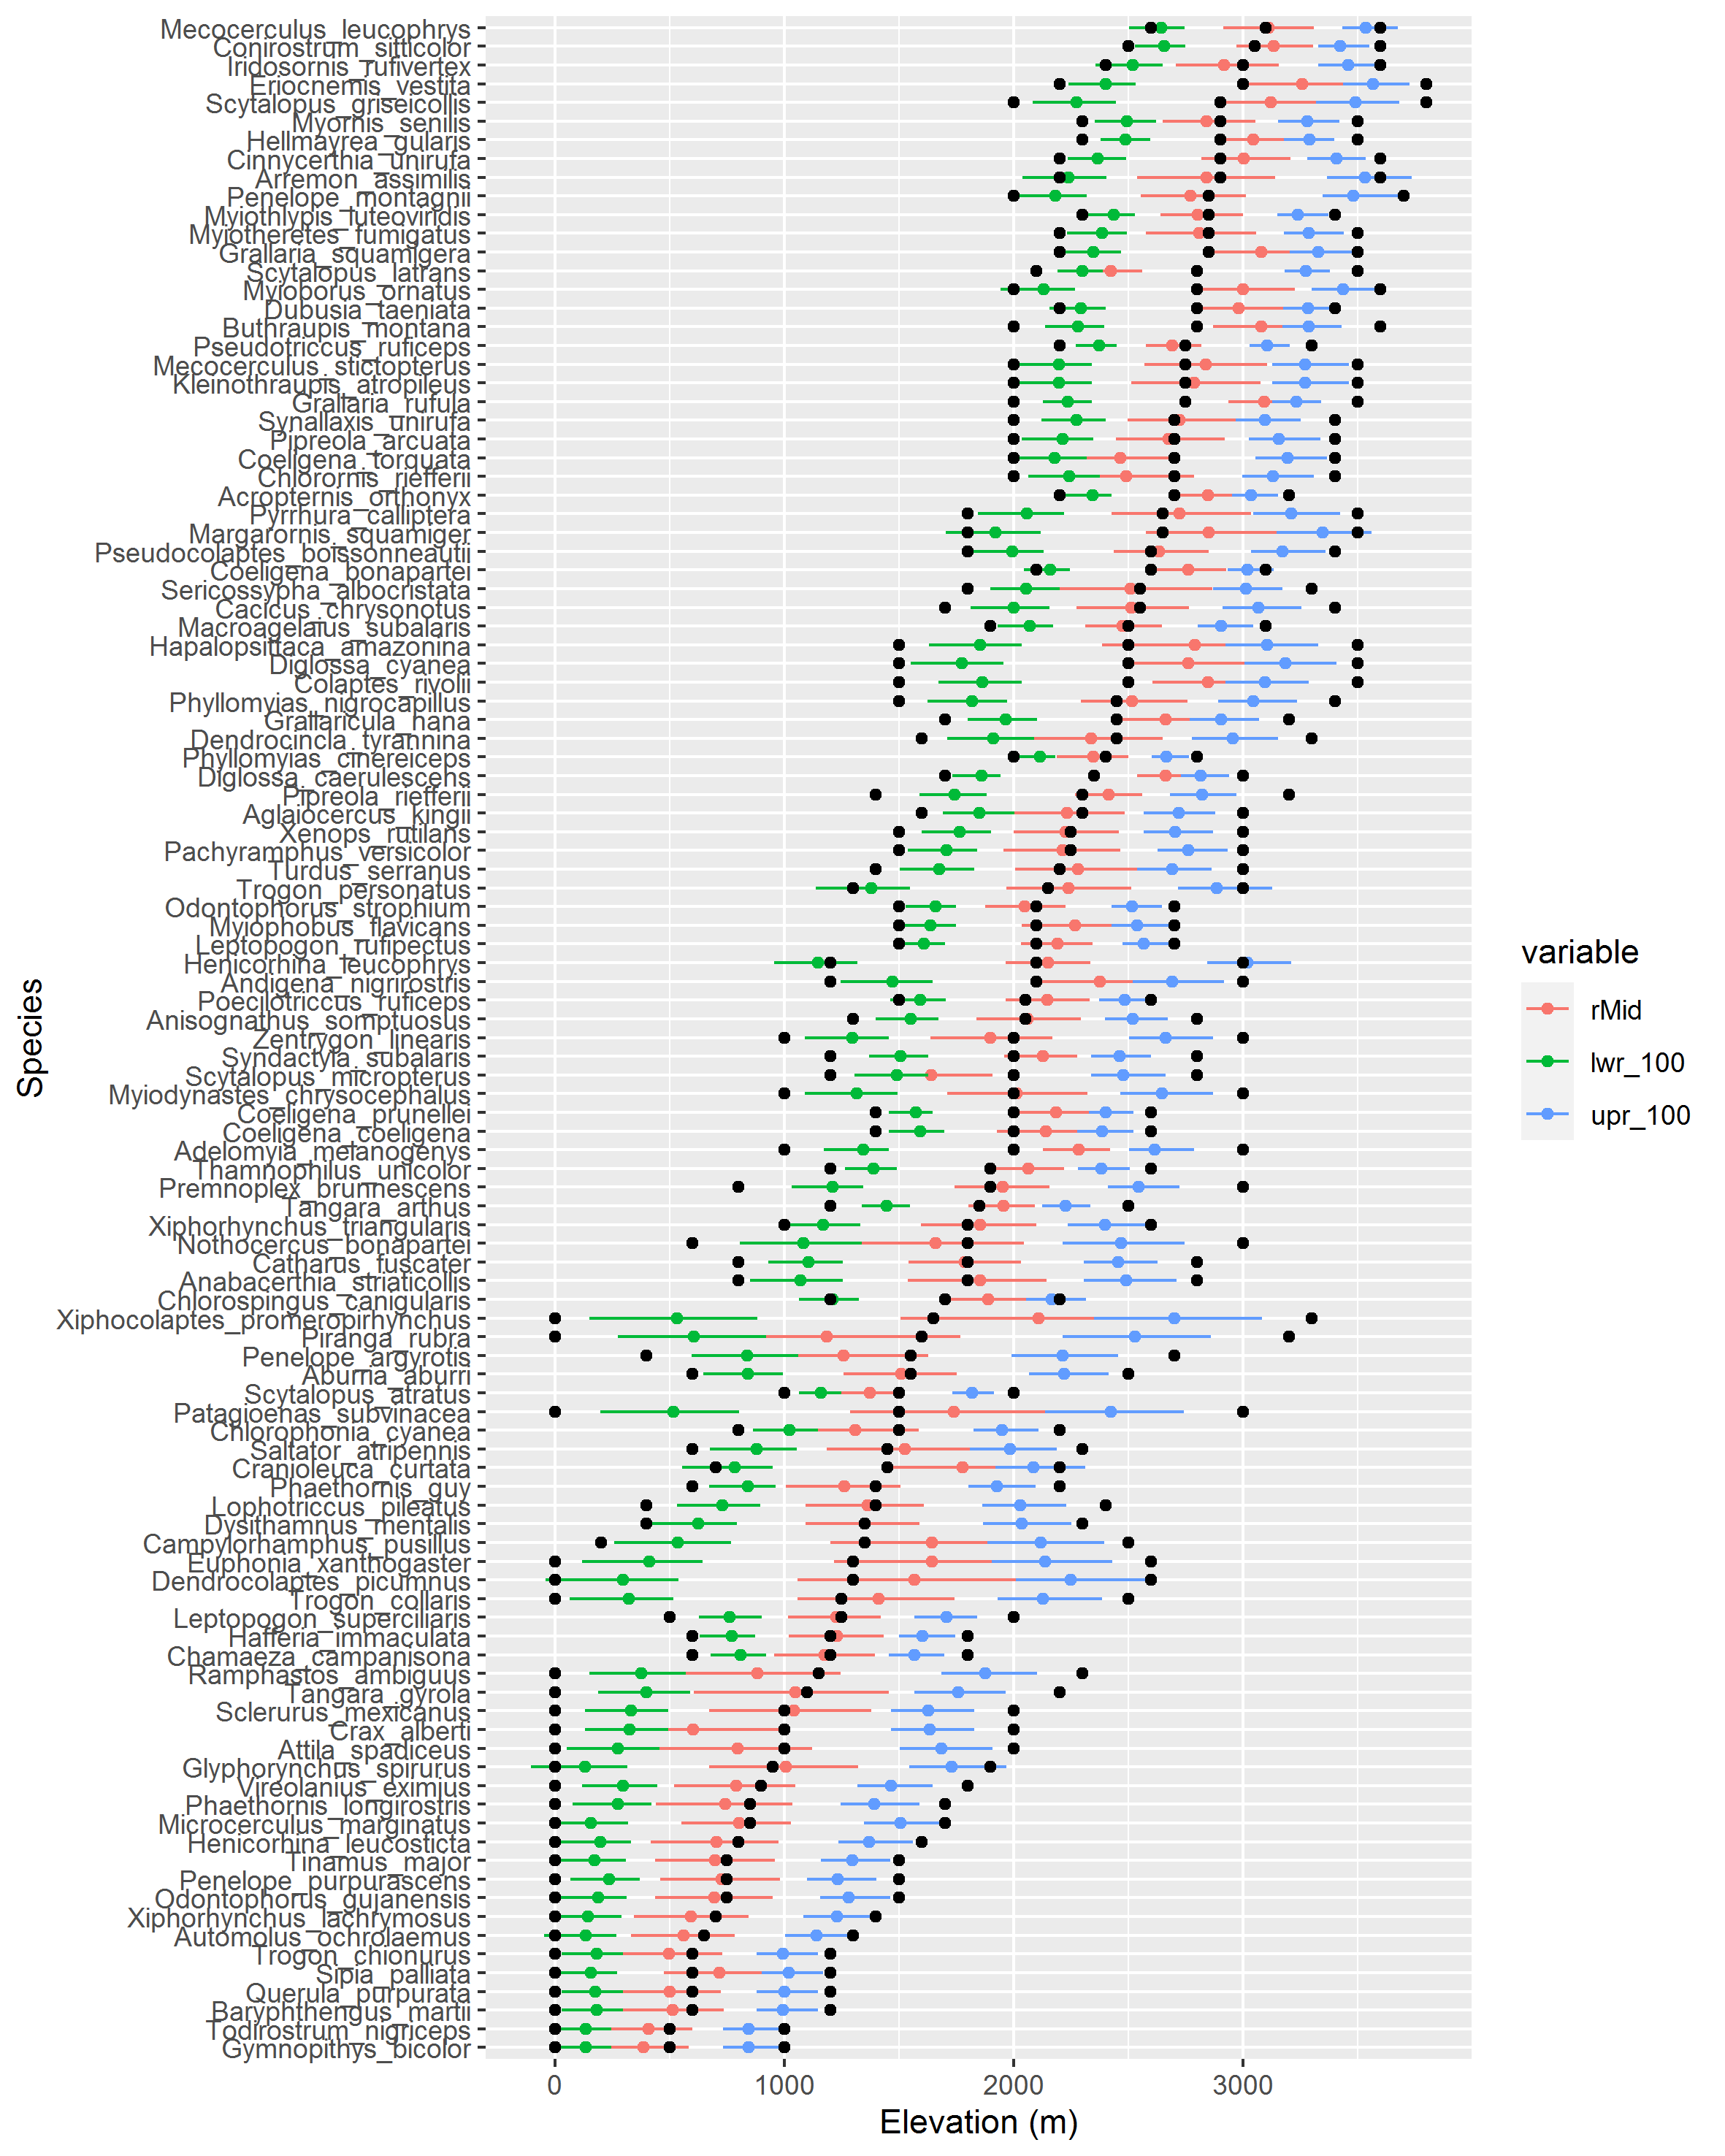 Mecocerculus_leucophrys
Conirostrum_sitticolor
Iridosornis_rufivertex
Eriocnemis_vestita
Scytalopus_griseicollis
Myornis_senilis
Hellmayrea_gularis
Cinnycerthia_unirufa
Arremon_assimilis
Penelope_montagnii
Myiothlypis_luteoviridis
Myiotheretes_fumigatus
Grallaria_squamigera
Scytalopus_latrans
Myioborus_ornatus
Dubusia_taeniata
Buthraupis_montana
Pseudotriccus_ruficeps
Mecocerculus_stictopterus
Kleinothraupis_atropileus
Grallaria_rufula
Synallaxis_unirufa
Pipreola_arcuata
Coeligena_torquata
Chlorornis_riefferii
Acropternis_orthonyx
Pyrrhura_calliptera
Margarornis_squamiger
Pseudocolaptes_boissonneautii
Coeligena_bonapartei
Sericossypha_albocristata
Cacicus_chrysonotus
Macroagelaius_subalaris
Hapalopsittaca_amazonina
Diglossa_cyanea
Colaptes_rivolii
Phyllomyias_nigrocapillus
Grallaricula_nana
Dendrocincla_tyrannina
Phyllomyias_cinereiceps
Diglossa_caerulescens
Pipreola_riefferii
Aglaiocercus_kingii
Xenops_rutilans
Pachyramphus_versicolor
Turdus_serranus
Trogon_personatus
Odontophorus_strophium
Myiophobus_flavicans
Leptopogon_rufipectus
Henicorhina_leucophrys
Andigena_nigrirostris
Poecilotriccus_ruficeps
Anisognathus_somptuosus
Zentrygon_linearis
Syndactyla_subalaris
Scytalopus_micropterus
Myiodynastes_chrysocephalus
Coeligena_prunellei
Coeligena_coeligena
Adelomyia_melanogenys
Thamnophilus_unicolor
Premnoplex_brunnescens
Tangara_arthus
Xiphorhynchus_triangularis
Nothocercus_bonapartei
Catharus_fuscater
Anabacerthia_striaticollis
Chlorospingus_canigularis
Xiphocolaptes_promeropirhynchus
Piranga_rubra
Penelope_argyrotis
Aburria_aburri
Scytalopus_atratus
Patagioenas_subvinacea
Chlorophonia_cyanea
Saltator_atripennis
Cranioleuca_curtata
Phaethornis_guy
Lophotriccus_pileatus
Dysithamnus_mentalis
Campylorhamphus_pusillus
Euphonia_xanthogaster
Dendrocolaptes_picumnus
Trogon_collaris
Leptopogon_superciliaris
Hafferia_immaculata
Chamaeza_campanisona
Ramphastos_ambiguus
Tangara_gyrola
Sclerurus_mexicanus
Crax_alberti
Attila_spadiceus
Glyphorynchus_spirurus
Vireolanius_eximius
Phaethornis_longirostris
Microcerculus_marginatus
Henicorhina_leucosticta
Tinamus_major
Penelope_purpurascens
Odontophorus_gujanensis
Xiphorhynchus_lachrymosus
Automolus_ochrolaemus
Trogon_chionurus
Sipia_palliata
Querula_purpurata
Baryphthengus_martii
Todirostrum_nigriceps
Gymnopithys_bicolor
0 1000 2000 3000
Elevation (m)
Species
variable
rMid
lwr_100
upr_100